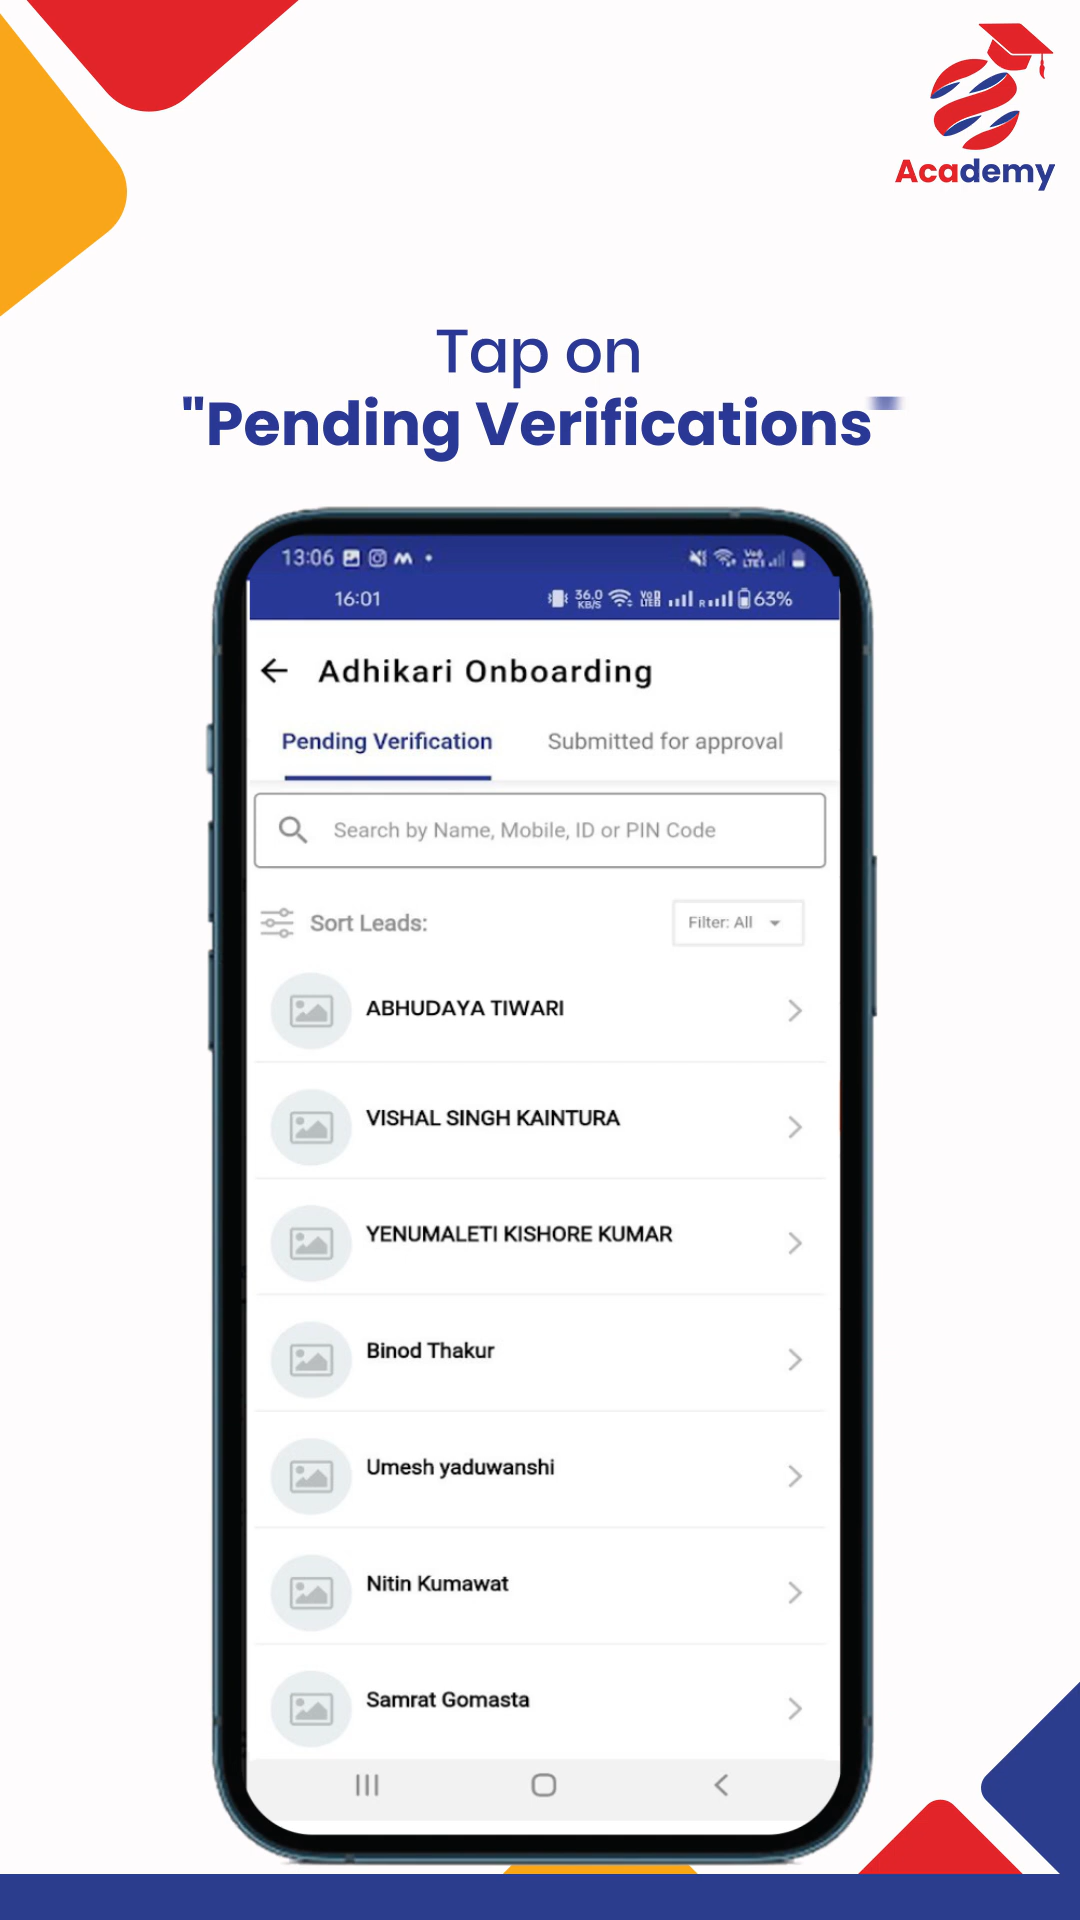 Academy
Tap on
"Pending Verifications"
13:06
16:01 36.0 KB/S 63%
Adhikari Onboarding
Pending Verification Submitted for approval
Search by Name, Mobile, ID or PIN Code
Sort Leads: Filter: All
ABHUDAYA TIWARI
VISHAL SINGH KAINTURA
YENUMALETI KISHORE KUMAR
Binod Thakur
Umesh yaduwanshi
Nitin Kumawat
Samrat Gomasta